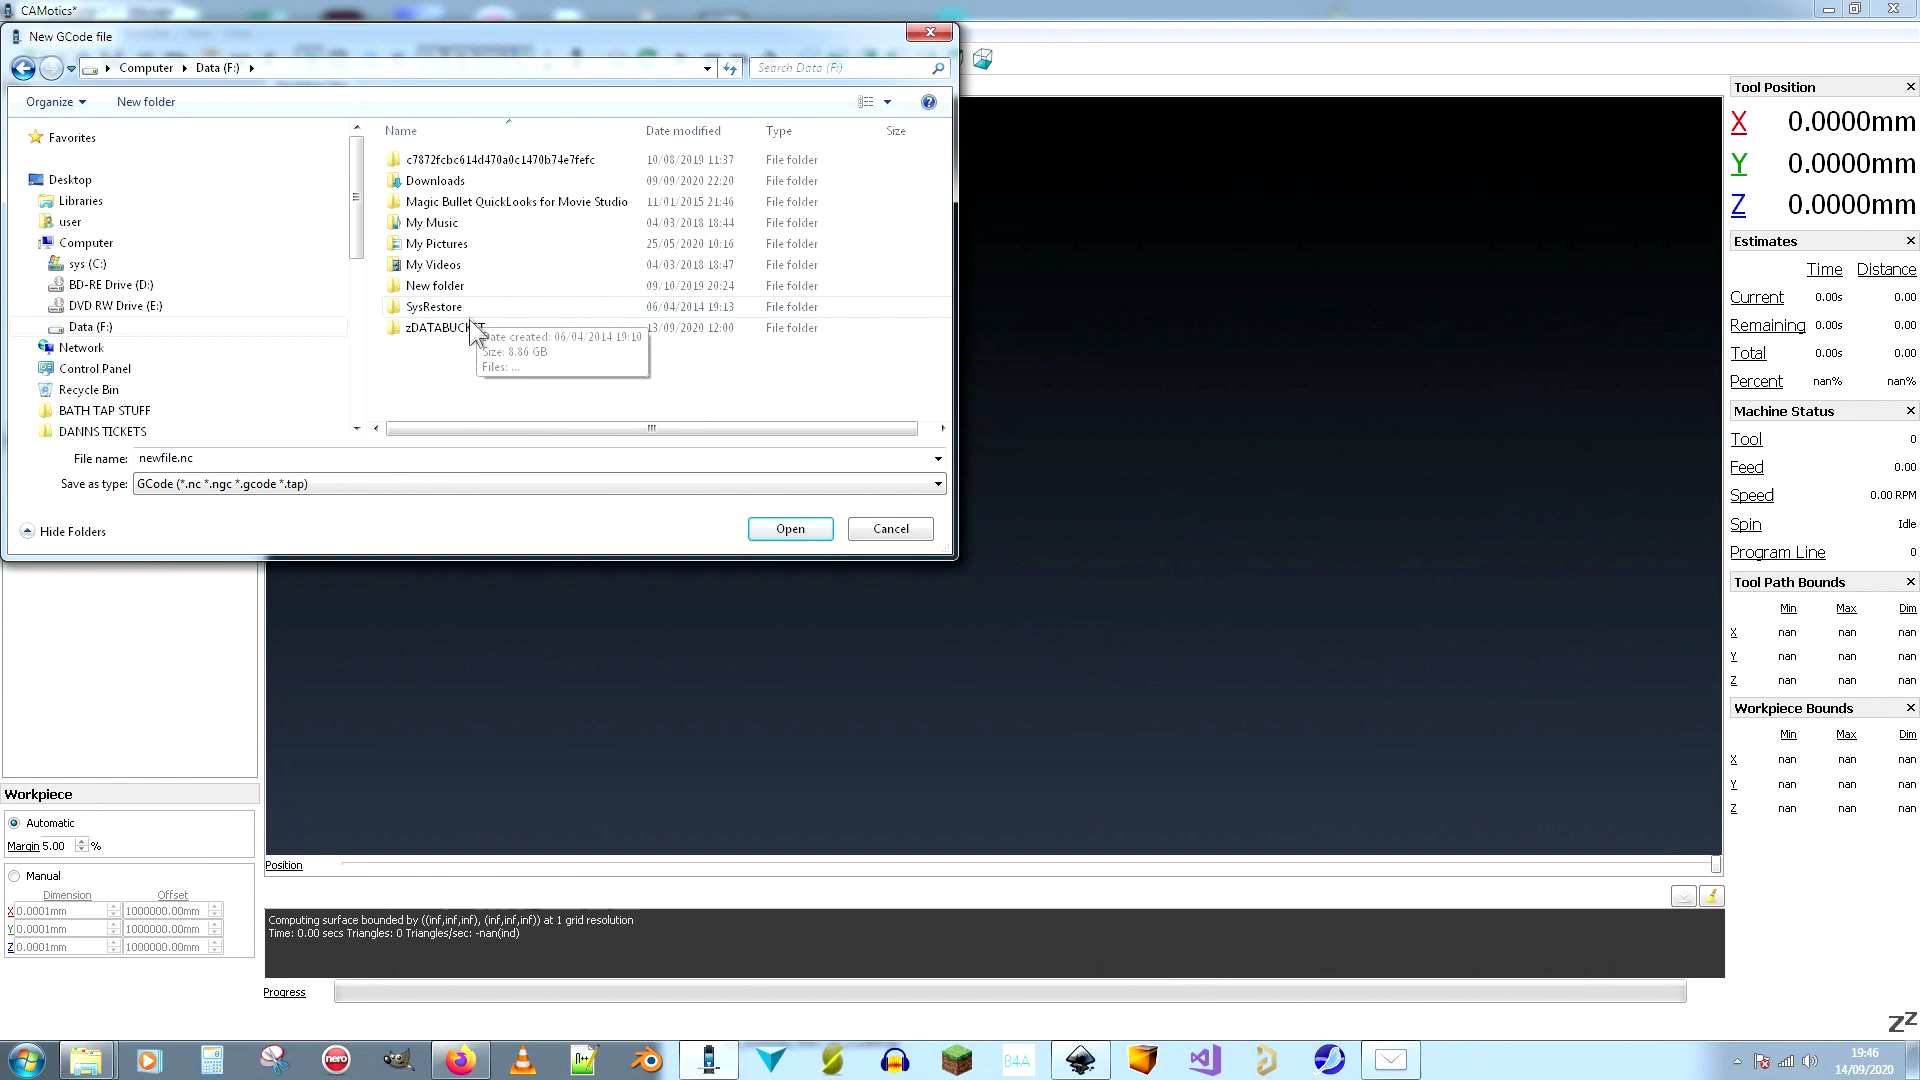 CAMotics*
New GCode file
Computer Data (F:)
Search Data (F:)
Organize New folder
Name Date modified Type Size
Favorites
Desktop
Libraries
user
Computer
sys (C:)
BD-RE Drive (D:)
DVD RW Drive (E:)
Data (F:)
Network
Control Panel
Recycle Bin
BATH TAP STUFF
DANNS TICKETS
c7872fcbc614d470a0c1470b74e7fefc 10/08/2019 11:37 File folder
Downloads 09/09/2020 22:20 File folder
Magic Bullet QuickLooks for Movie Studio 11/01/2015 21:46 File folder
My Music 04/03/2018 18:44 File folder
My Pictures 25/05/2020 10:16 File folder
My Videos 04/03/2018 18:47 File folder
New folder 09/10/2019 20:24 File folder
SysRestore 06/04/2014 19:13 File folder
zDATABUCKET 13/09/2020 12:00 File folder
Date created: 06/04/2014 19:10
Size: 8.86 GB
Files: ...
File name: newfile.nc
Save as type: GCode (*.nc *.ngc *.gcode *.tap)
Hide Folders
Open Cancel
Workpiece
Automatic
Margin 5.00 %
Manual
Dimension Offset
X 0.0001mm 1000000.00mm
Y 0.0001mm 1000000.00mm
Z 0.0001mm 1000000.00mm
Position
Computing surface bounded by ((inf,inf,inf), (inf,inf,inf)) at 1 grid resolution
Time: 0.00 secs Triangles: 0 Triangles/sec: -nan(ind)
Progress
Tool Position
X 0.0000mm
Y 0.0000mm
Z 0.0000mm
Estimates
Time Distance
Current 0.00s 0.00
Remaining 0.00s 0.00
Total 0.00s 0.00
Percent nan% nan%
Machine Status
Tool 0
Feed 0.00
Speed 0.00 RPM
Spin Idle
Program Line 0
Tool Path Bounds
Min Max Dim
X nan nan nan
Y nan nan nan
Z nan nan nan
Workpiece Bounds
Min Max Dim
X nan nan nan
Y nan nan nan
Z nan nan nan
zZ
nero
B4A
19:46
14/09/2020